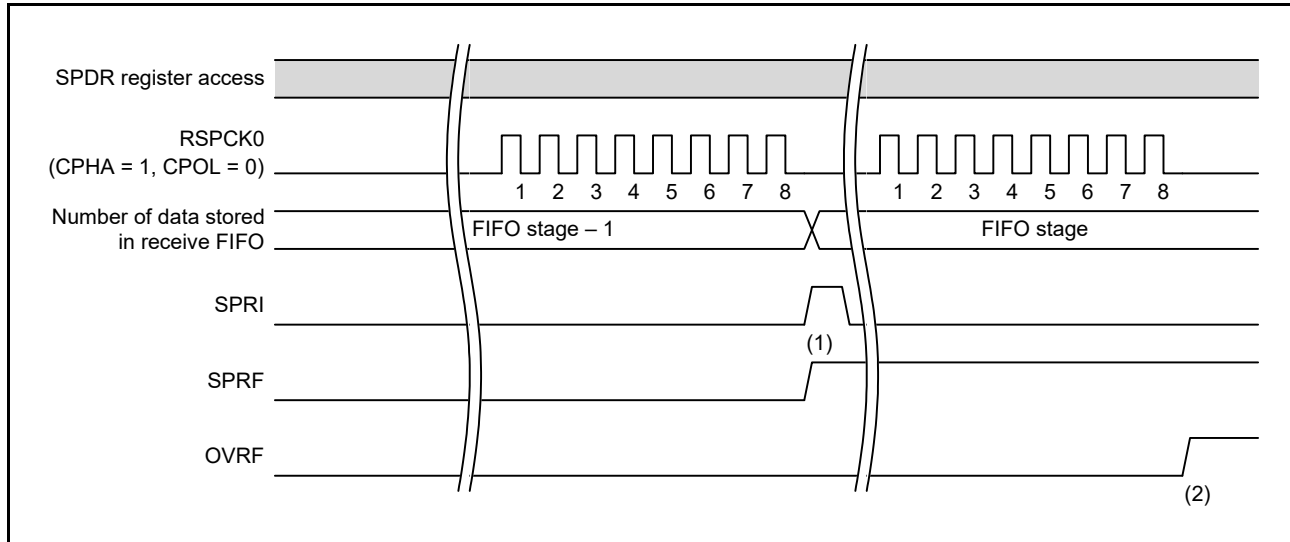 SPDR register access
RSPCK0
(CPHA = 1, CPOL = 0)
1 2 3 4 5 6 7 8
1 2 3 4 5 6 7 8
Number of data stored
in receive FIFO
FIFO stage – 1
FIFO stage
SPRI
(1)
SPRF
OVRF
(2)